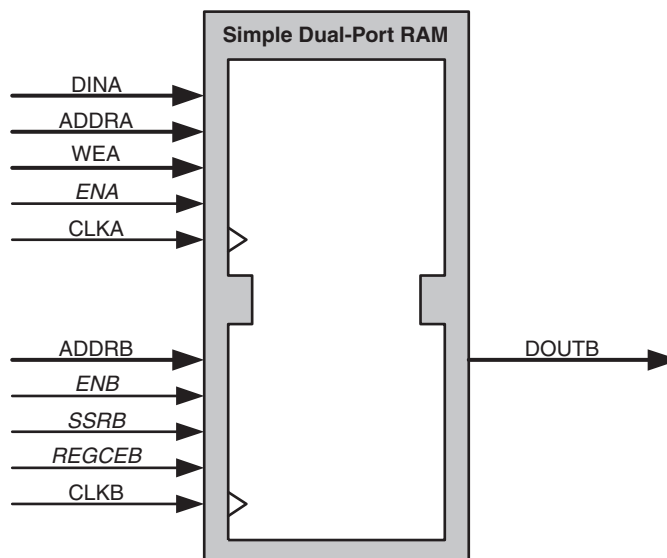 Simple Dual-Port RAM
DINA
ADDRA
WEA
ENA
CLKA
ADDRB
ENB
SSRB
REGCEB
CLKB
DOUTB